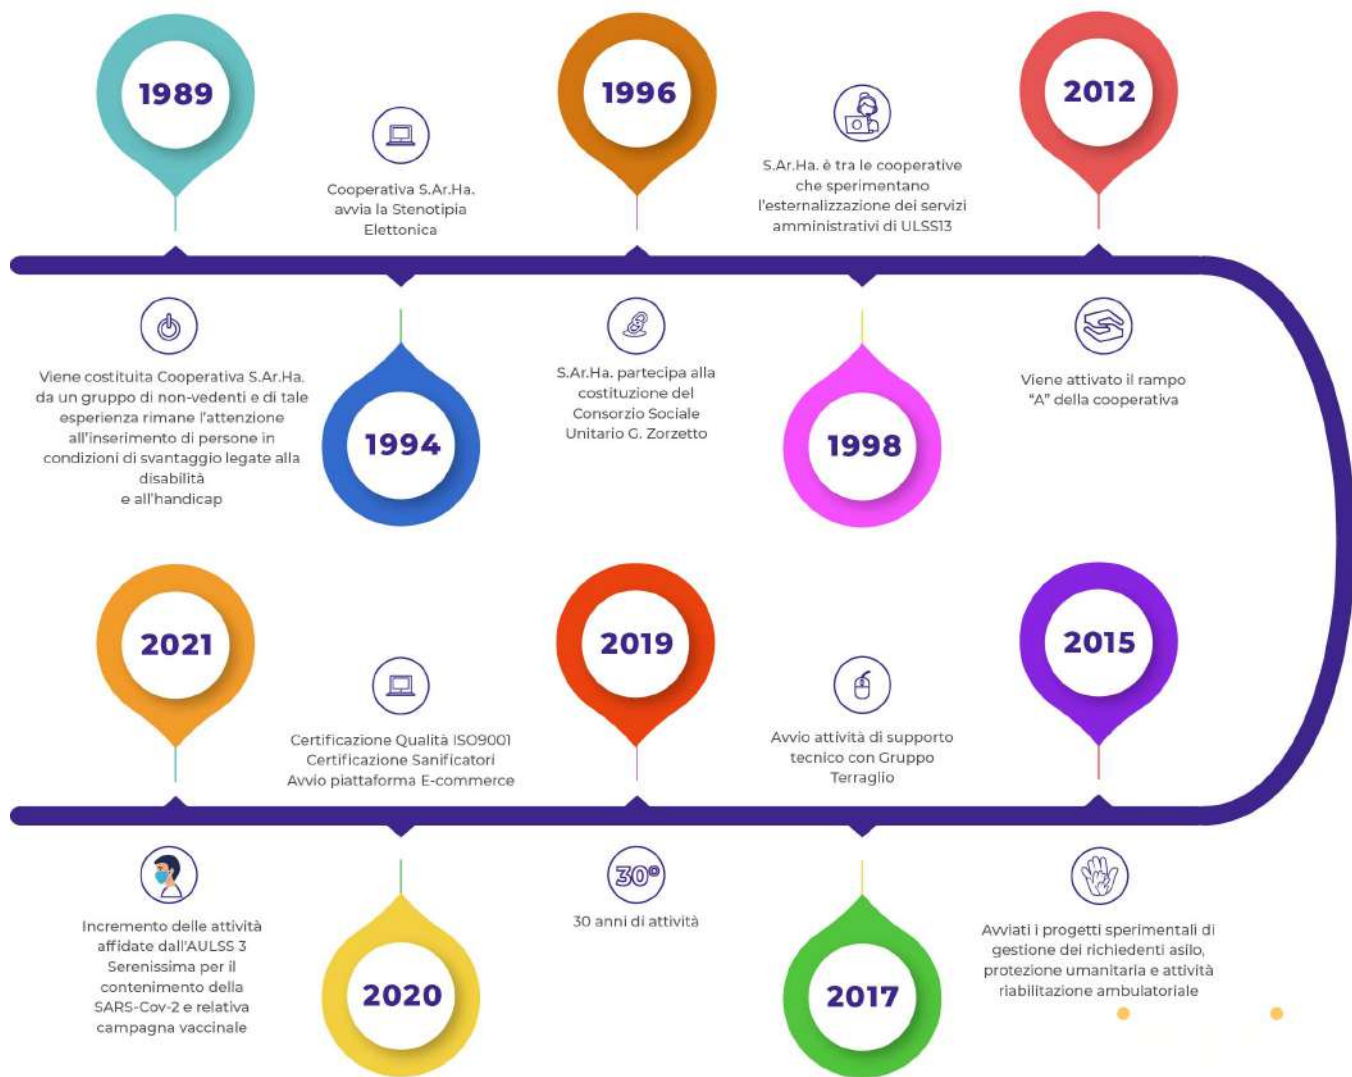 1989
Viene costituita Cooperativa S.Ar.Ha.
da un gruppo di non-vedenti e di tale
esperienza rimane l'attenzione
all'inserimento di persone in
condizioni di svantaggio legate alla
disabilità
e all'handicap
Cooperativa S.Ar.Ha.
avvia la Stenotipia
Elettonica
1994
1996
S.Ar.Ha. partecipa alla
costituzione del
Consorzio Sociale
Unitario G. Zorzetto
S.Ar.Ha. è tra le cooperative
che sperimentano
l'esternalizzazione dei servizi
amministrativi di ULSS13
1998
2012
Viene attivato il rampo
“A” della cooperativa
2015
Avviati i progetti sperimentali di
gestione dei richiedenti asilo,
protezione umanitaria e attività
riabilitazione ambulatoriale
Avvio attività di supporto
tecnico con Gruppo
Terraglio
2017
2019
30°
30 anni di attività
Certificazione Qualità ISO9001
Certificazione Sanificatori
Avvio piattaforma E-commerce
2020
2021
Incremento delle attività
affidate dall'AULSS 3
Serenissima per il
contenimento della
SARS-Cov-2 e relativa
campagna vaccinale